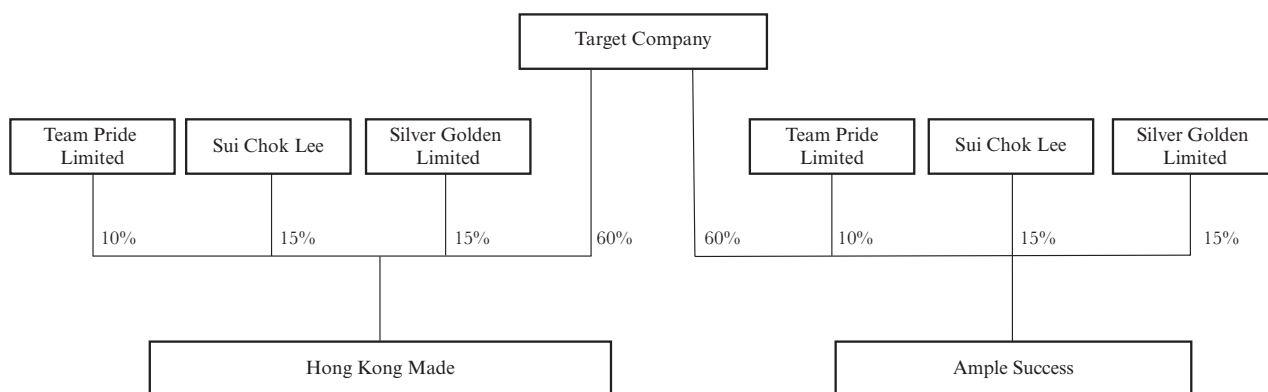 Target Company
Team Pride
Limited
Sui Chok Lee
Silver Golden
Limited
Team Pride
Limited
Sui Chok Lee
Silver Golden
Limited
10%
15%
15%
60%
60%
10%
15%
15%
Hong Kong Made
Ample Success